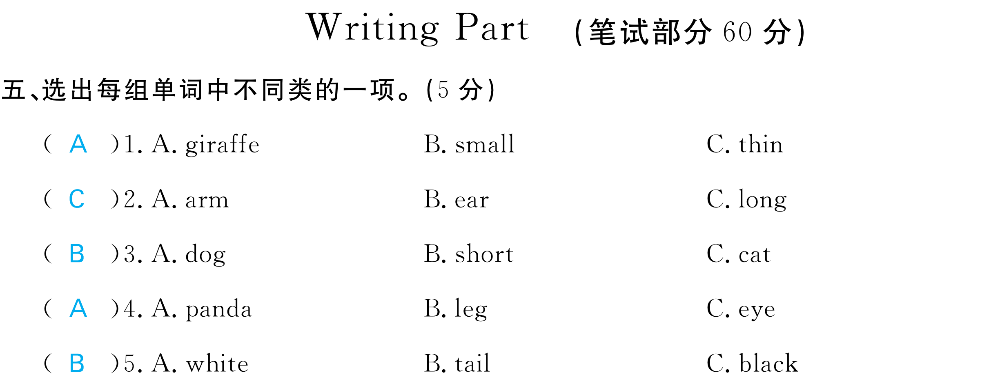 Writing Part (笔试部分 60 分)
五、选出每组单词中不同类的一项。(5 分)
( A )1. A. giraffe B. small C. thin
( C )2. A. arm B. ear C. long
( B )3. A. dog B. short C. cat
( A )4. A. panda B. leg C. eye
( B )5. A. white B. tail C. black